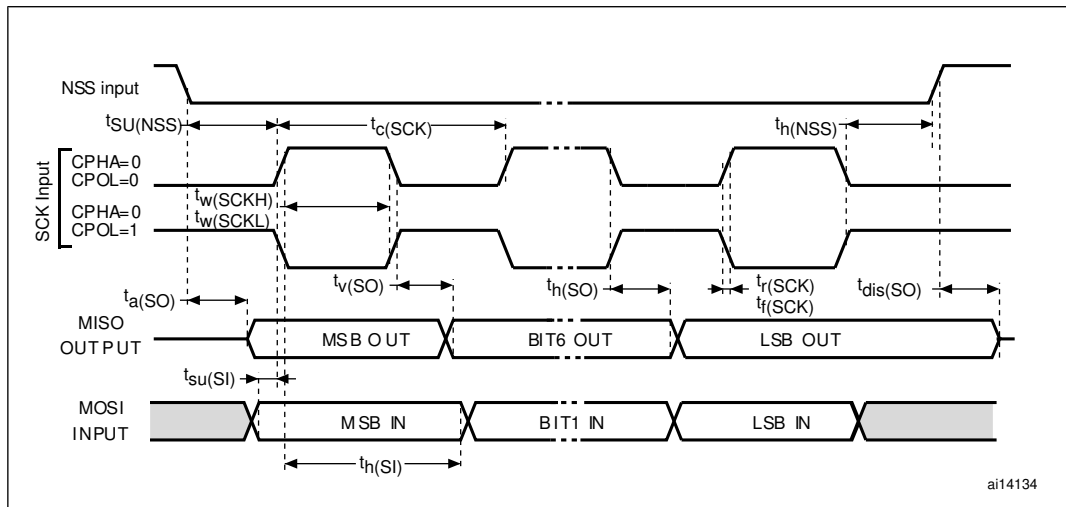 NSS input
tSU(NSS)
tc(SCK)
th(NSS)
SCK Input
CPHA=0
CPOL=0
tw(SCKH)
tw(SCKL)
CPHA=0
CPOL=1
tv(SO)
th(SO)
tr(SCK)
tf(SCK)
tdis(SO)
ta(SO)
MISO
OUTPUT
MSB OUT
BIT6 OUT
LSB OUT
tsu(SI)
MOSI
INPUT
MSB IN
BIT1 IN
LSB IN
th(SI)
ai14134